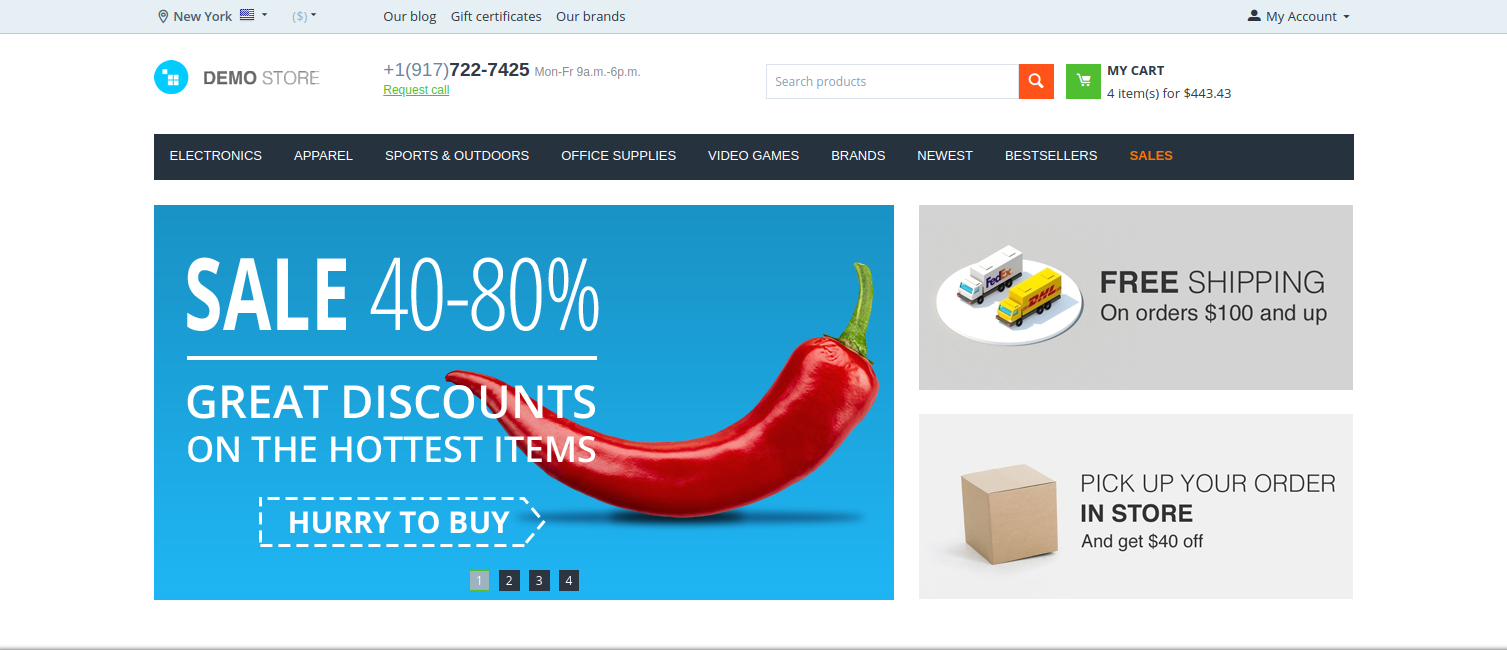 New York ($) Our blog Gift certificates Our brands My Account
DEMO STORE
+1(917)722-7425 Mon-Fr 9a.m.-6p.m.
Request call
Search products
MY CART
4 item(s) for $443.43
ELECTRONICS APPAREL SPORTS & OUTDOORS OFFICE SUPPLIES VIDEO GAMES BRANDS NEWEST BESTSELLERS SALES
SALE 40-80%
GREAT DISCOUNTS
ON THE HOTTEST ITEMS
HURRY TO BUY
1 2 3 4
FedEx
DHL
FREE SHIPPING
On orders $100 and up
PICK UP YOUR ORDER
IN STORE
And get $40 off